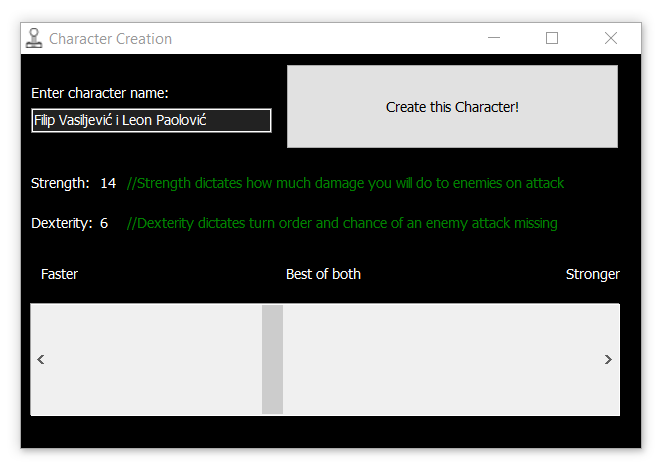 Character Creation
Enter character name:
Filip Vasiljević i Leon Paolović
Create this Character!
Strength: 14 //Strength dictates how much damage you will do to enemies on attack
Dexterity: 6 //Dexterity dictates turn order and chance of an enemy attack missing
Faster Best of both Stronger